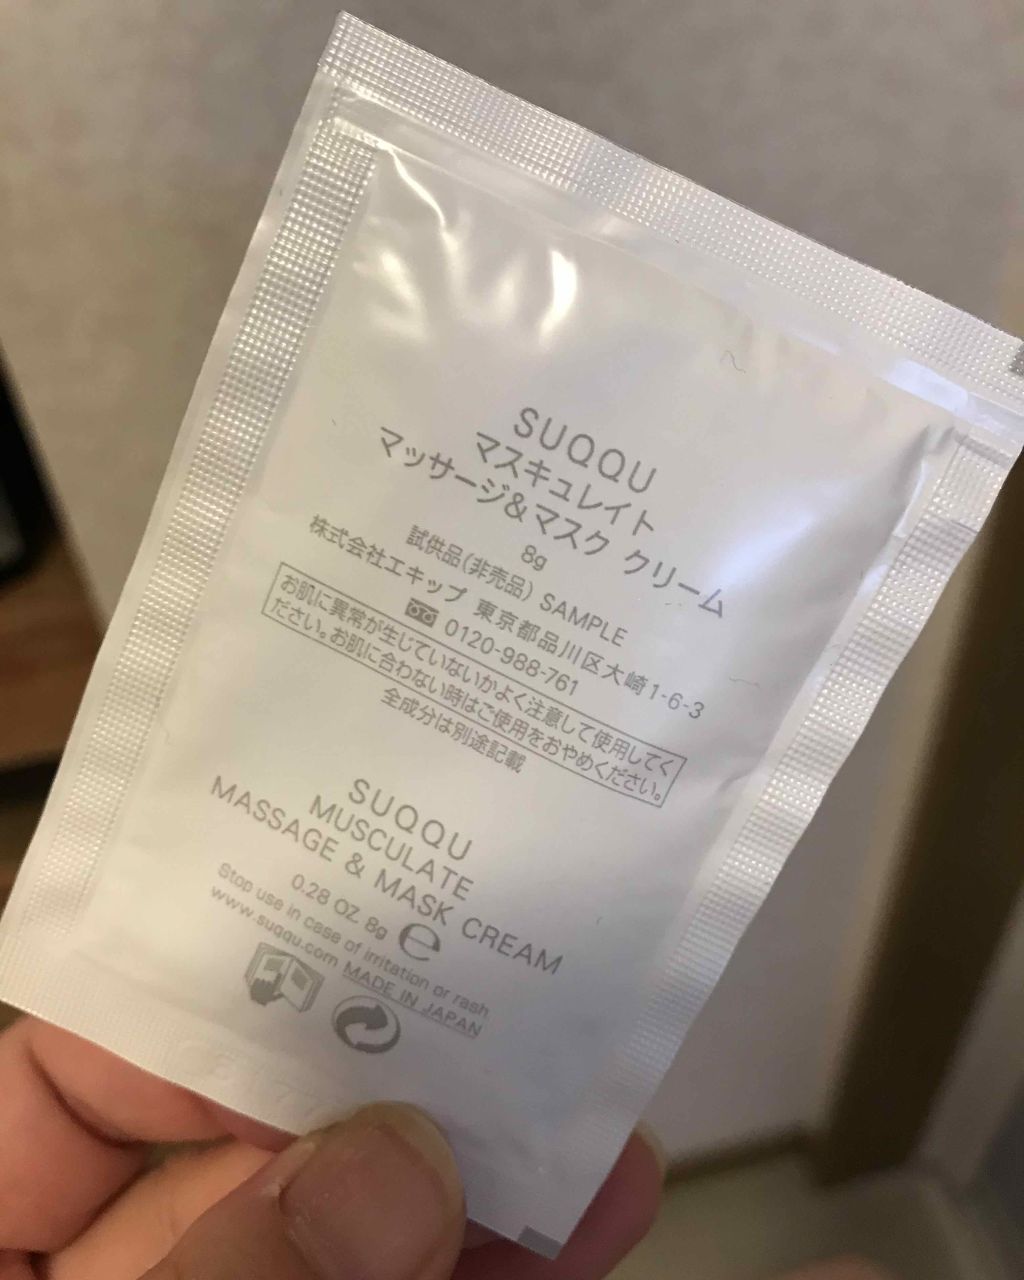 SUQQU
マスキュレイト
マッサージ&マスク クリーム
8g
試供品(非売品) SAMPLE
株式会社エキップ 東京都品川区大崎1-6-3
0120-988-761
お肌に異常が生じていないかよく注意して使用してく
ださい。お肌に合わない時はご使用をおやめください。
全成分は別途記載
SUQQU
MUSCULATE
MASSAGE & MASK CREAM
0.28 OZ. 8g ℮
Stop use in case of irritation or rash
www.suqqu.com MADE IN JAPAN